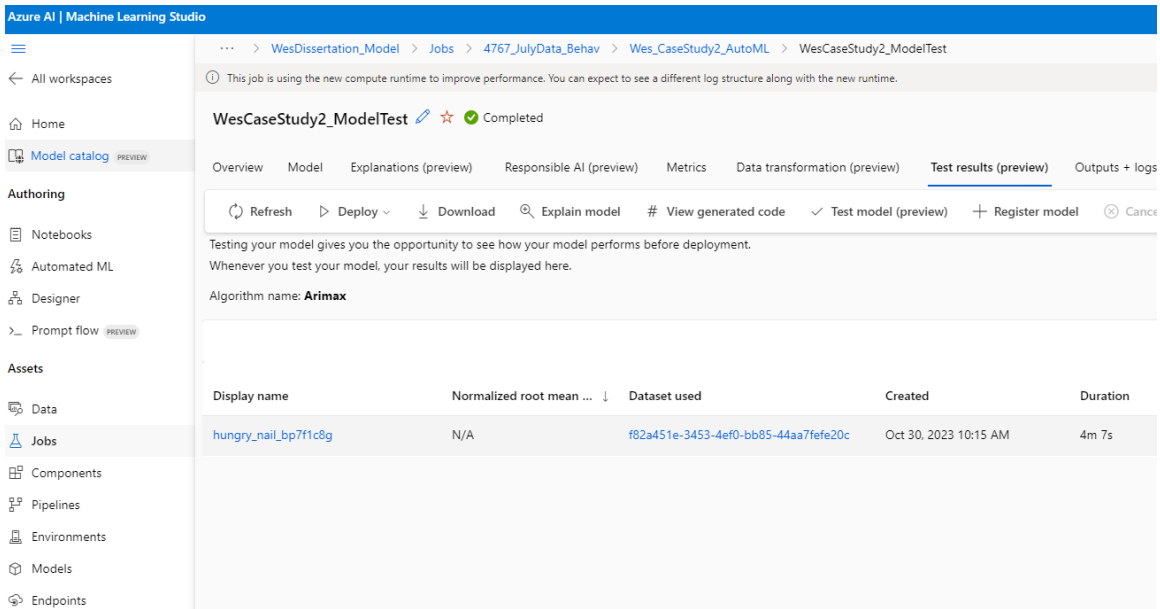 Azure AI | Machine Learning Studio
··· > WesDissertation_Model > Jobs > 4767_JulyData_Behav > Wes_CaseStudy2_AutoML > WesCaseStudy2_ModelTest
This job is using the new compute runtime to improve performance. You can expect to see a different log structure along with the new runtime.
All workspaces
Home
Model catalog PREVIEW
Authoring
Notebooks
Automated ML
Designer
>_ Prompt flow PREVIEW
Assets
Data
Jobs
Components
Pipelines
Environments
Models
Endpoints
WesCaseStudy2_ModelTest Completed
Overview Model Explanations (preview) Responsible AI (preview) Metrics Data transformation (preview) Test results (preview) Outputs + logs
Refresh Deploy Download Explain model # View generated code Test model (preview) Register model Cance
Testing your model gives you the opportunity to see how your model performs before deployment.
Whenever you test your model, your results will be displayed here.
Algorithm name: Arimax
Display name Normalized root mean ... ↓ Dataset used Created Duration
hungry_nail_bp7f1c8g N/A f82a451e-3453-4ef0-bb85-44aa7fefe20c Oct 30, 2023 10:15 AM 4m 7s